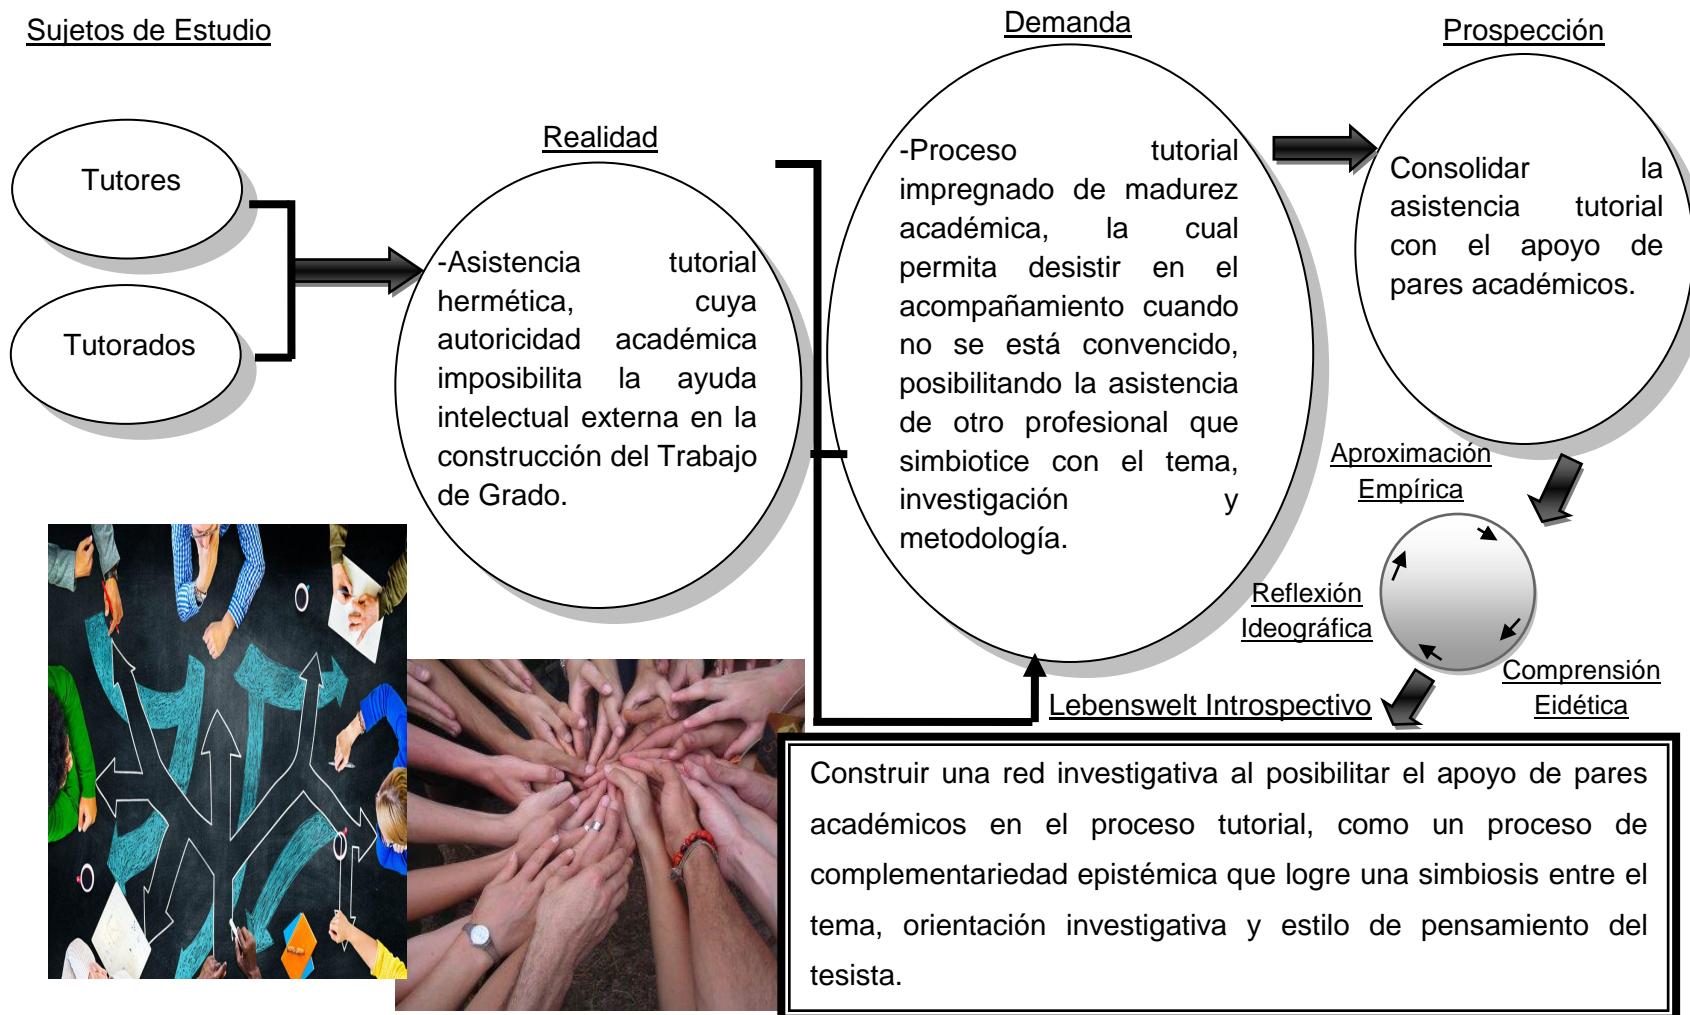 Sujetos de Estudio
Tutores
Tutorados
Realidad
-Asistencia tutorial
hermética, cuya
autoricidad académica
imposibilita la ayuda
intelectual externa en la
construcción del Trabajo
de Grado.
Demanda
-Proceso tutorial
impregnado de madurez
académica, la cual
permita desistir en el
acompañamiento cuando
no se está convencido,
posibilitando la asistencia
de otro profesional que
simbiotice con el tema,
investigación y
metodología.
Prospección
Consolidar la
asistencia tutorial
con el apoyo de
pares académicos.
Aproximación
Empírica
Reflexión
Ideográfica
Comprensión
Eidética
Lebenswelt Introspectivo
Construir una red investigativa al posibilitar el apoyo de pares
académicos en el proceso tutorial, como un proceso de
complementariedad epistémica que logre una simbiosis entre el
tema, orientación investigativa y estilo de pensamiento del
tesista.